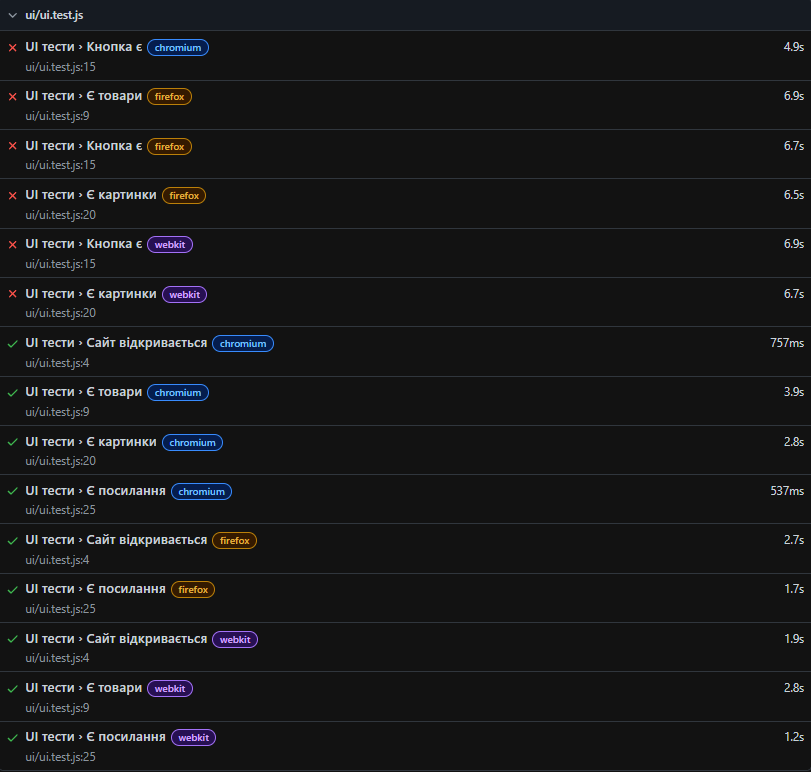 ui/ui.test.js
UI тести › Кнопка є chromium 4.9s
ui/ui.test.js:15
UI тести › Є товари firefox 6.9s
ui/ui.test.js:9
UI тести › Кнопка є firefox 6.7s
ui/ui.test.js:15
UI тести › Є картинки firefox 6.5s
ui/ui.test.js:20
UI тести › Кнопка є webkit 6.9s
ui/ui.test.js:15
UI тести › Є картинки webkit 6.7s
ui/ui.test.js:20
UI тести › Сайт відкривається chromium 757ms
ui/ui.test.js:4
UI тести › Є товари chromium 3.9s
ui/ui.test.js:9
UI тести › Є картинки chromium 2.8s
ui/ui.test.js:20
UI тести › Є посилання chromium 537ms
ui/ui.test.js:25
UI тести › Сайт відкривається firefox 2.7s
ui/ui.test.js:4
UI тести › Є посилання firefox 1.7s
ui/ui.test.js:25
UI тести › Сайт відкривається webkit 1.9s
ui/ui.test.js:4
UI тести › Є товари webkit 2.8s
ui/ui.test.js:9
UI тести › Є посилання webkit 1.2s
ui/ui.test.js:25